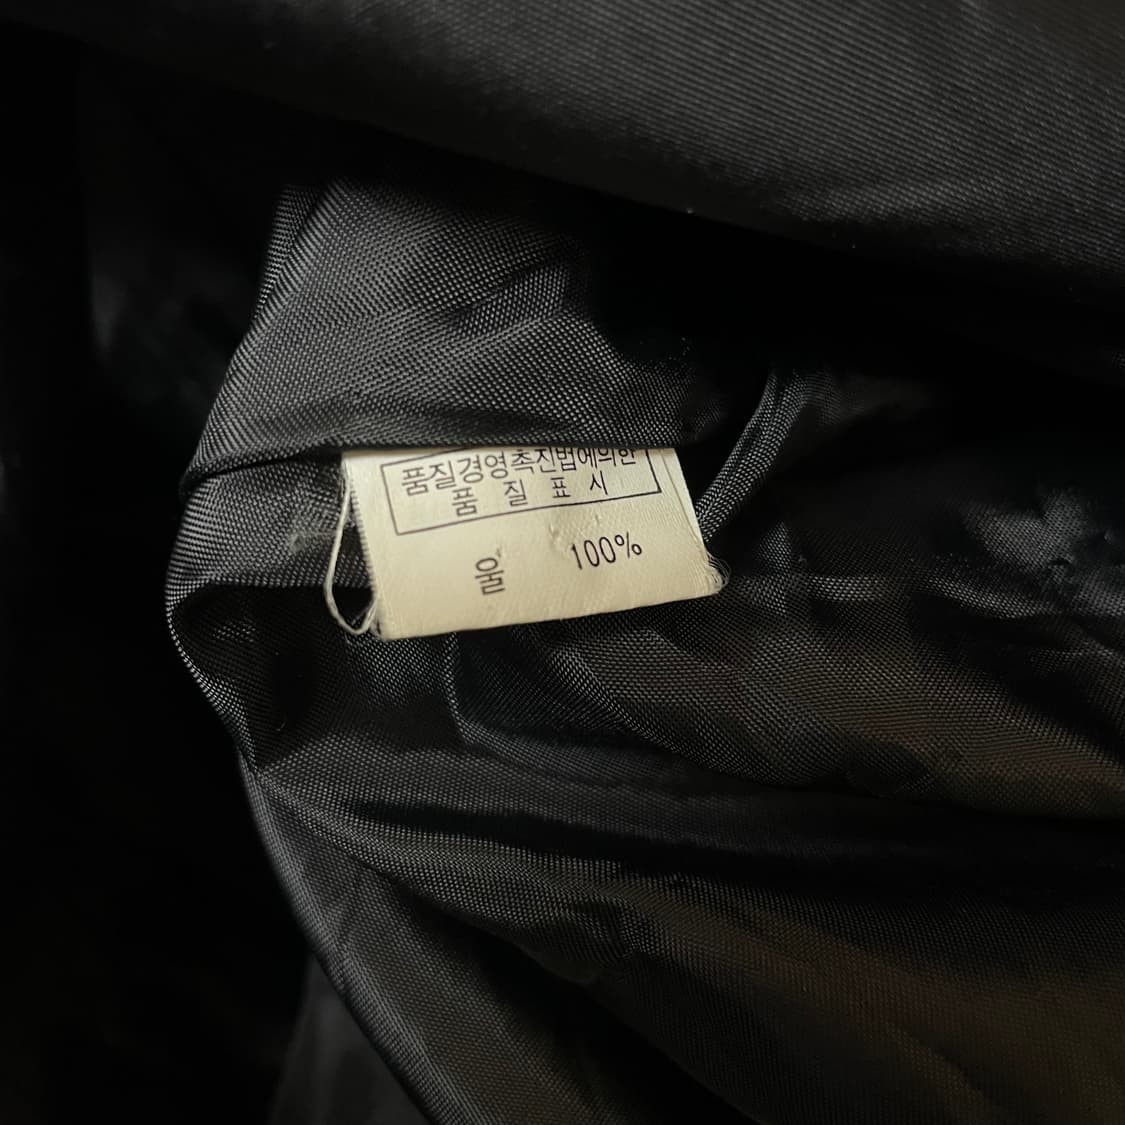 품질경영촉진법에의한
품 질 표 시
울 100%